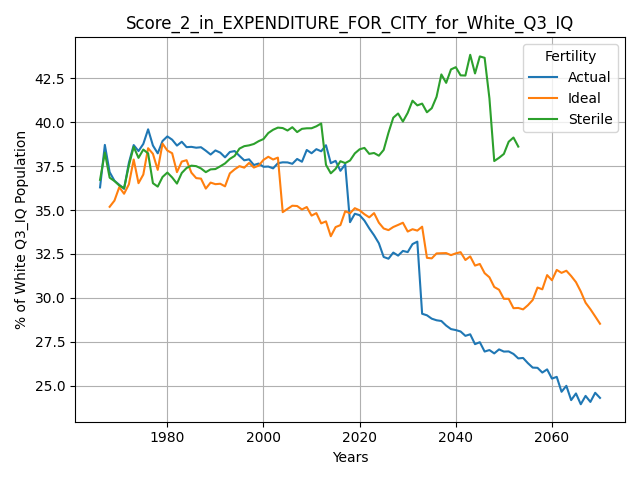 Score_2_in_EXPENDITURE_FOR_CITY_for_White_Q3_IQ
Fertility
Actual
Ideal
Sterile
% of White Q3_IQ Population
42.5
40.0
37.5
35.0
32.5
30.0
27.5
25.0
1980 2000 2020 2040 2060
Years